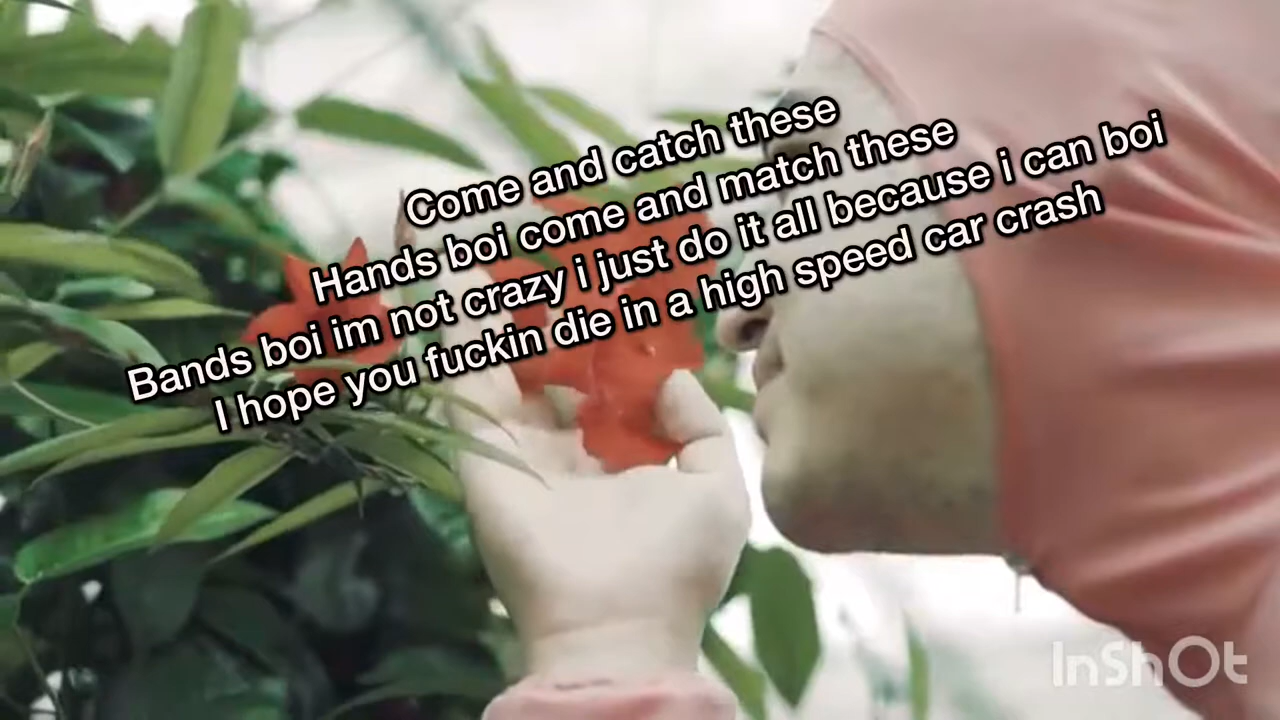 Come and catch these
Hands boi come and match these
Bands boi im not crazy i just do it all because i can boi
I hope you fuckin die in a high speed car crash
InShOt